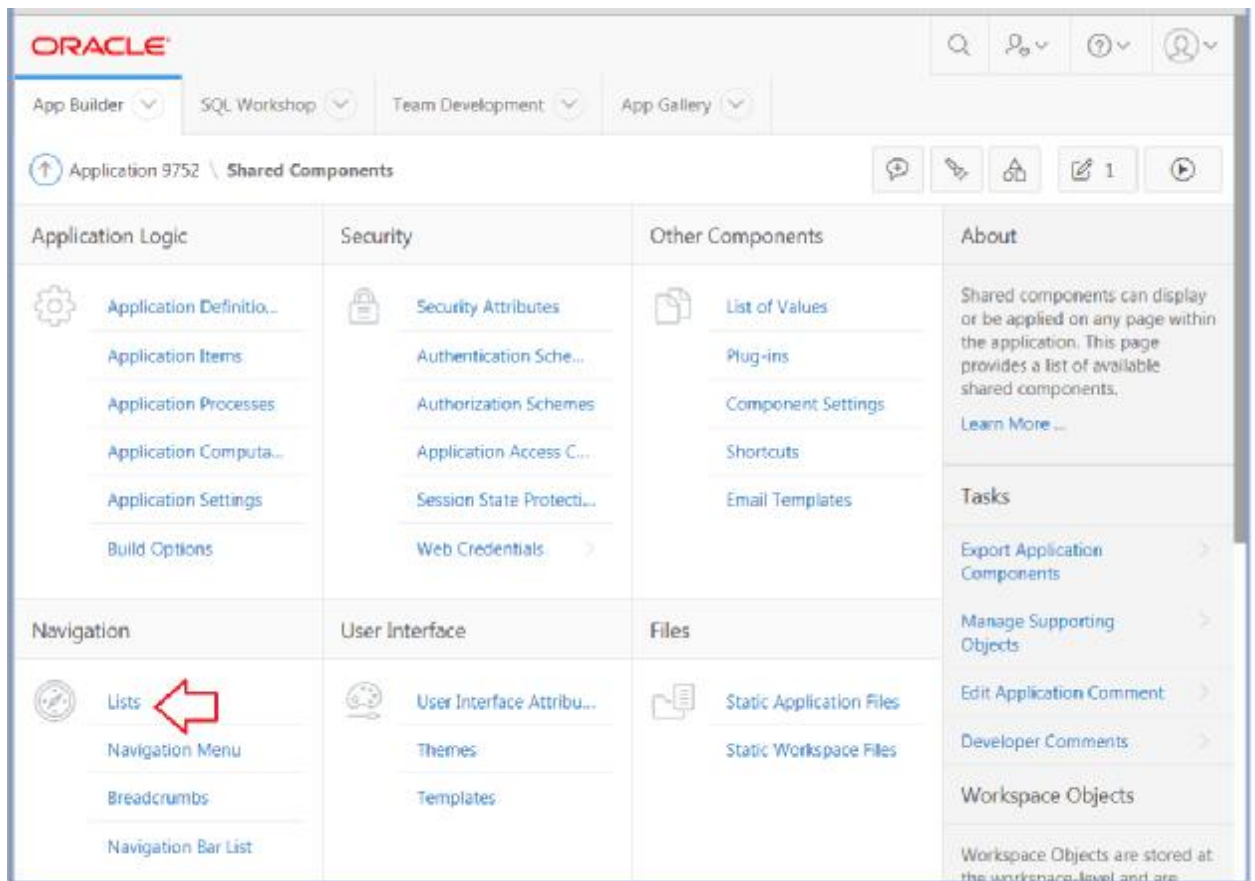 ORACLE
App Builder SQL Workshop Team Development App Gallery
Application 9752 \ Shared Components 1
Application Logic
Application Definitio...
Application Items
Application Processes
Application Computa...
Application Settings
Build Options
Security
Security Attributes
Authentication Sche...
Authorization Schemes
Application Access C...
Session State Protecti...
Web Credentials
Other Components
List of Values
Plug-ins
Component Settings
Shortcuts
Email Templates
Navigation
Lists
Navigation Menu
Breadcrumbs
Navigation Bar List
User Interface
User Interface Attribu...
Themes
Templates
Files
Static Application Files
Static Workspace Files
About
Shared components can display
or be applied on any page within
the application. This page
provides a list of available
shared components.
Learn More ...
Tasks
Export Application
Components
Manage Supporting
Objects
Edit Application Comment
Developer Comments
Workspace Objects
Workspace Objects are stored at
the workspace-level and are